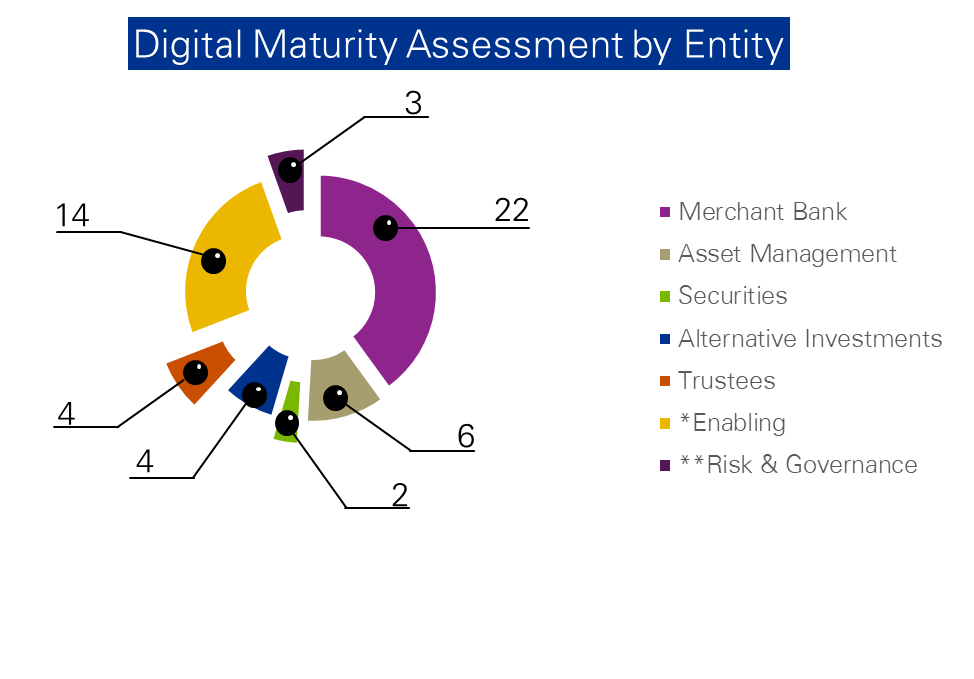 Digital Maturity Assessment by Entity
3
14
22
4
4
6
2
Merchant Bank
Asset Management
Securities
Alternative Investments
Trustees
*Enabling
**Risk & Governance